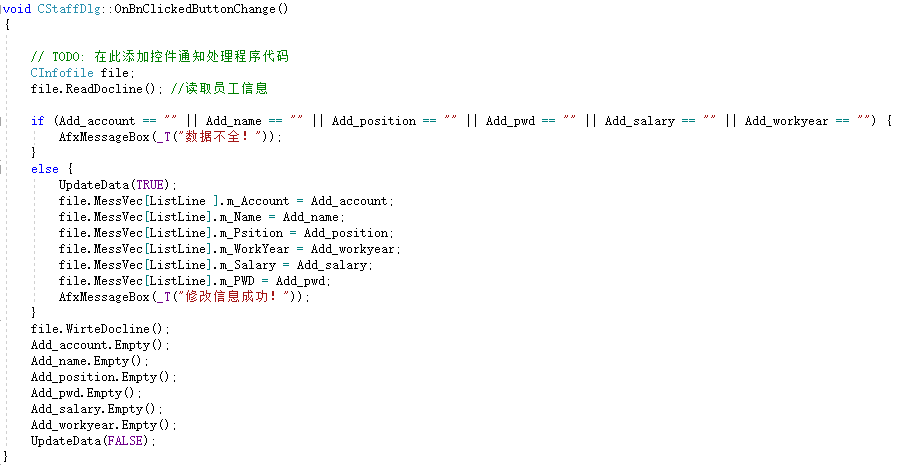 void CStaffDlg::OnBnClickedButtonChange()
{
// TODO: 在此添加控件通知处理程序代码
CInfofile file;
file.ReadDocline(); //读取员工信息
if (Add_account == "" || Add_name == "" || Add_position == "" || Add_pwd == "" || Add_salary == "" || Add_workyear == "") {
AfxMessageBox(_T("数据不全！"));
}
else {
UpdateData(TRUE);
file.MessVec[ListLine ].m_Account = Add_account;
file.MessVec[ListLine].m_Name = Add_name;
file.MessVec[ListLine].m_Psition = Add_position;
file.MessVec[ListLine].m_WorkYear = Add_workyear;
file.MessVec[ListLine].m_Salary = Add_salary;
file.MessVec[ListLine].m_PWD = Add_pwd;
AfxMessageBox(_T("修改信息成功！"));
}
file.WirteDocline();
Add_account.Empty();
Add_name.Empty();
Add_position.Empty();
Add_pwd.Empty();
Add_salary.Empty();
Add_workyear.Empty();
UpdateData(FALSE);
}